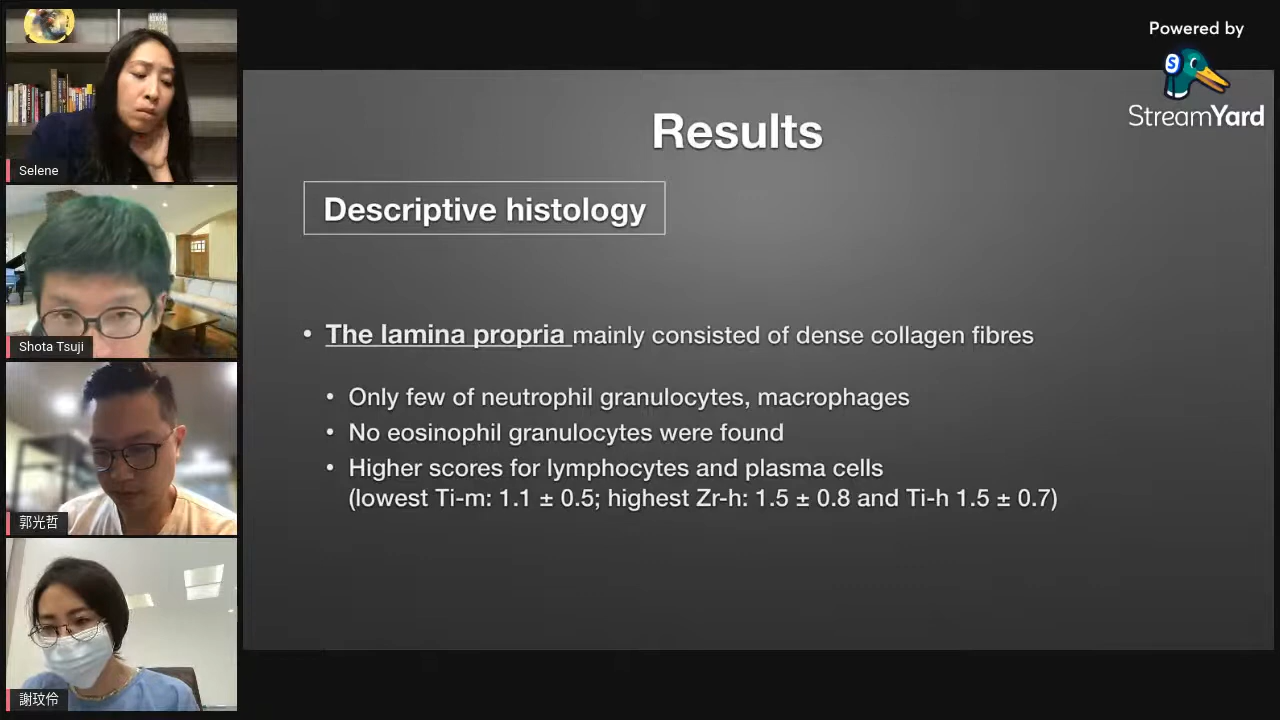 Powered by
StreamYard
Selene
Shota Tsuji
郭光哲
謝玟伶
Results
Descriptive histology
• The lamina propria mainly consisted of dense collagen fibres
• Only few of neutrophil granulocytes, macrophages
• No eosinophil granulocytes were found
• Higher scores for lymphocytes and plasma cells
(lowest Ti-m: 1.1 ± 0.5; highest Zr-h: 1.5 ± 0.8 and Ti-h 1.5 ± 0.7)